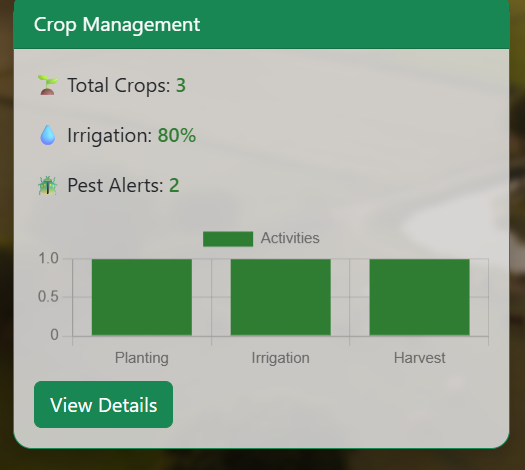 Crop Management
Total Crops: 3
Irrigation: 80%
Pest Alerts: 2
Activities
1.0
0.5
0
Planting Irrigation Harvest
View Details